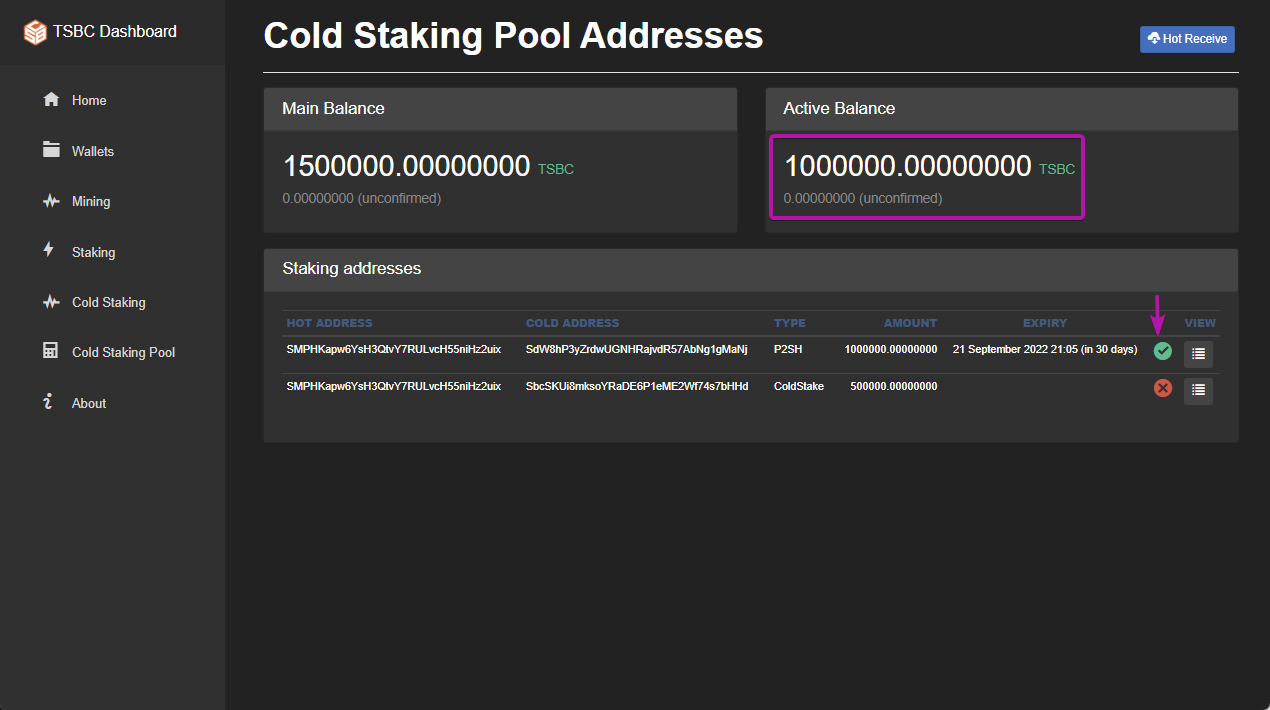 TSBC Dashboard
Home
Wallets
Mining
Staking
Cold Staking
Cold Staking Pool
About
Cold Staking Pool Addresses
Hot Receive
Main Balance
1500000.00000000 TSBC
0.00000000 (unconfirmed)
Active Balance
1000000.00000000 TSBC
0.00000000 (unconfirmed)
Staking addresses
HOT ADDRESS COLD ADDRESS TYPE AMOUNT EXPIRY VIEW
SMPHKapw6YsH3QtvY7RULvcH55niHz2uix SdW8hP3yZrdwUGNHRajvdR57AbNg1gMaNj P2SH 1000000.00000000 21 September 2022 21:05 (in 30 days)
SMPHKapw6YsH3QtvY7RULvcH55niHz2uix SbcSKUi8mksoYRaDE6P1eME2Wf74s7bHHd ColdStake 500000.00000000